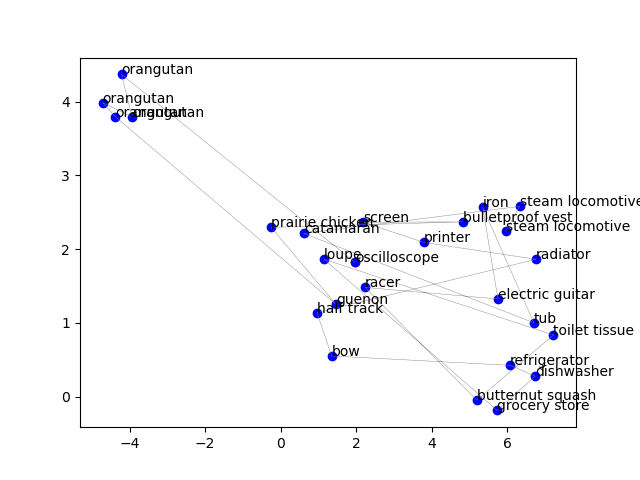 orangutan
orangutan
orangutan
orangutan
iron
steam locomotive
prairie chicken
screen
bulletproof vest
catamaran
steam locomotive
printer
loupe
oscilloscope
radiator
racer
electric guitar
guenon
half track
tub
toilet tissue
bow
refrigerator
dishwasher
butternut squash
grocery store
4
3
2
1
0
−4
−2
0
2
4
6